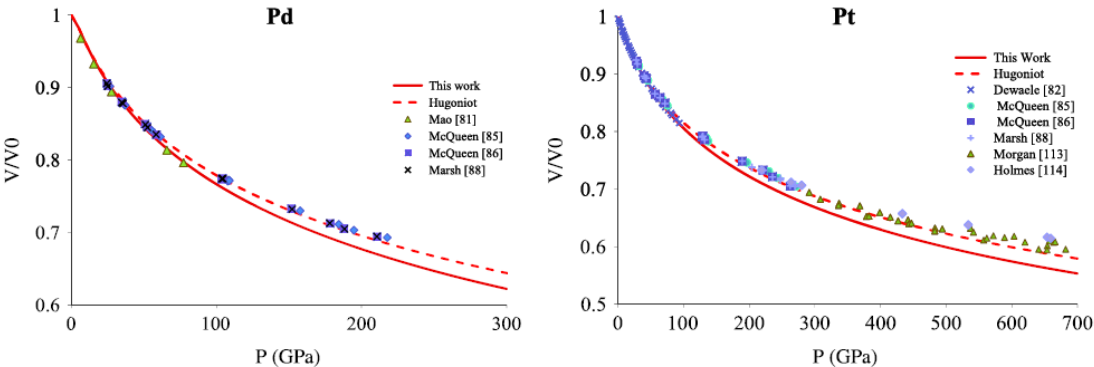 Pd
1
0.9
0.8
0.7
0.6
V/V0
0
100
200
300
P (GPa)
This work
Hugoniot
Mao [81]
McQueen [85]
McQueen [86]
Marsh [88]
Pt
1
0.9
0.8
0.7
0.6
0.5
V/V0
0
100
200
300
400
500
600
700
P (GPa)
This Work
Hugoniot
Dewaele [82]
McQueen [85]
McQueen [86]
Marsh [88]
Morgan [113]
Holmes [114]